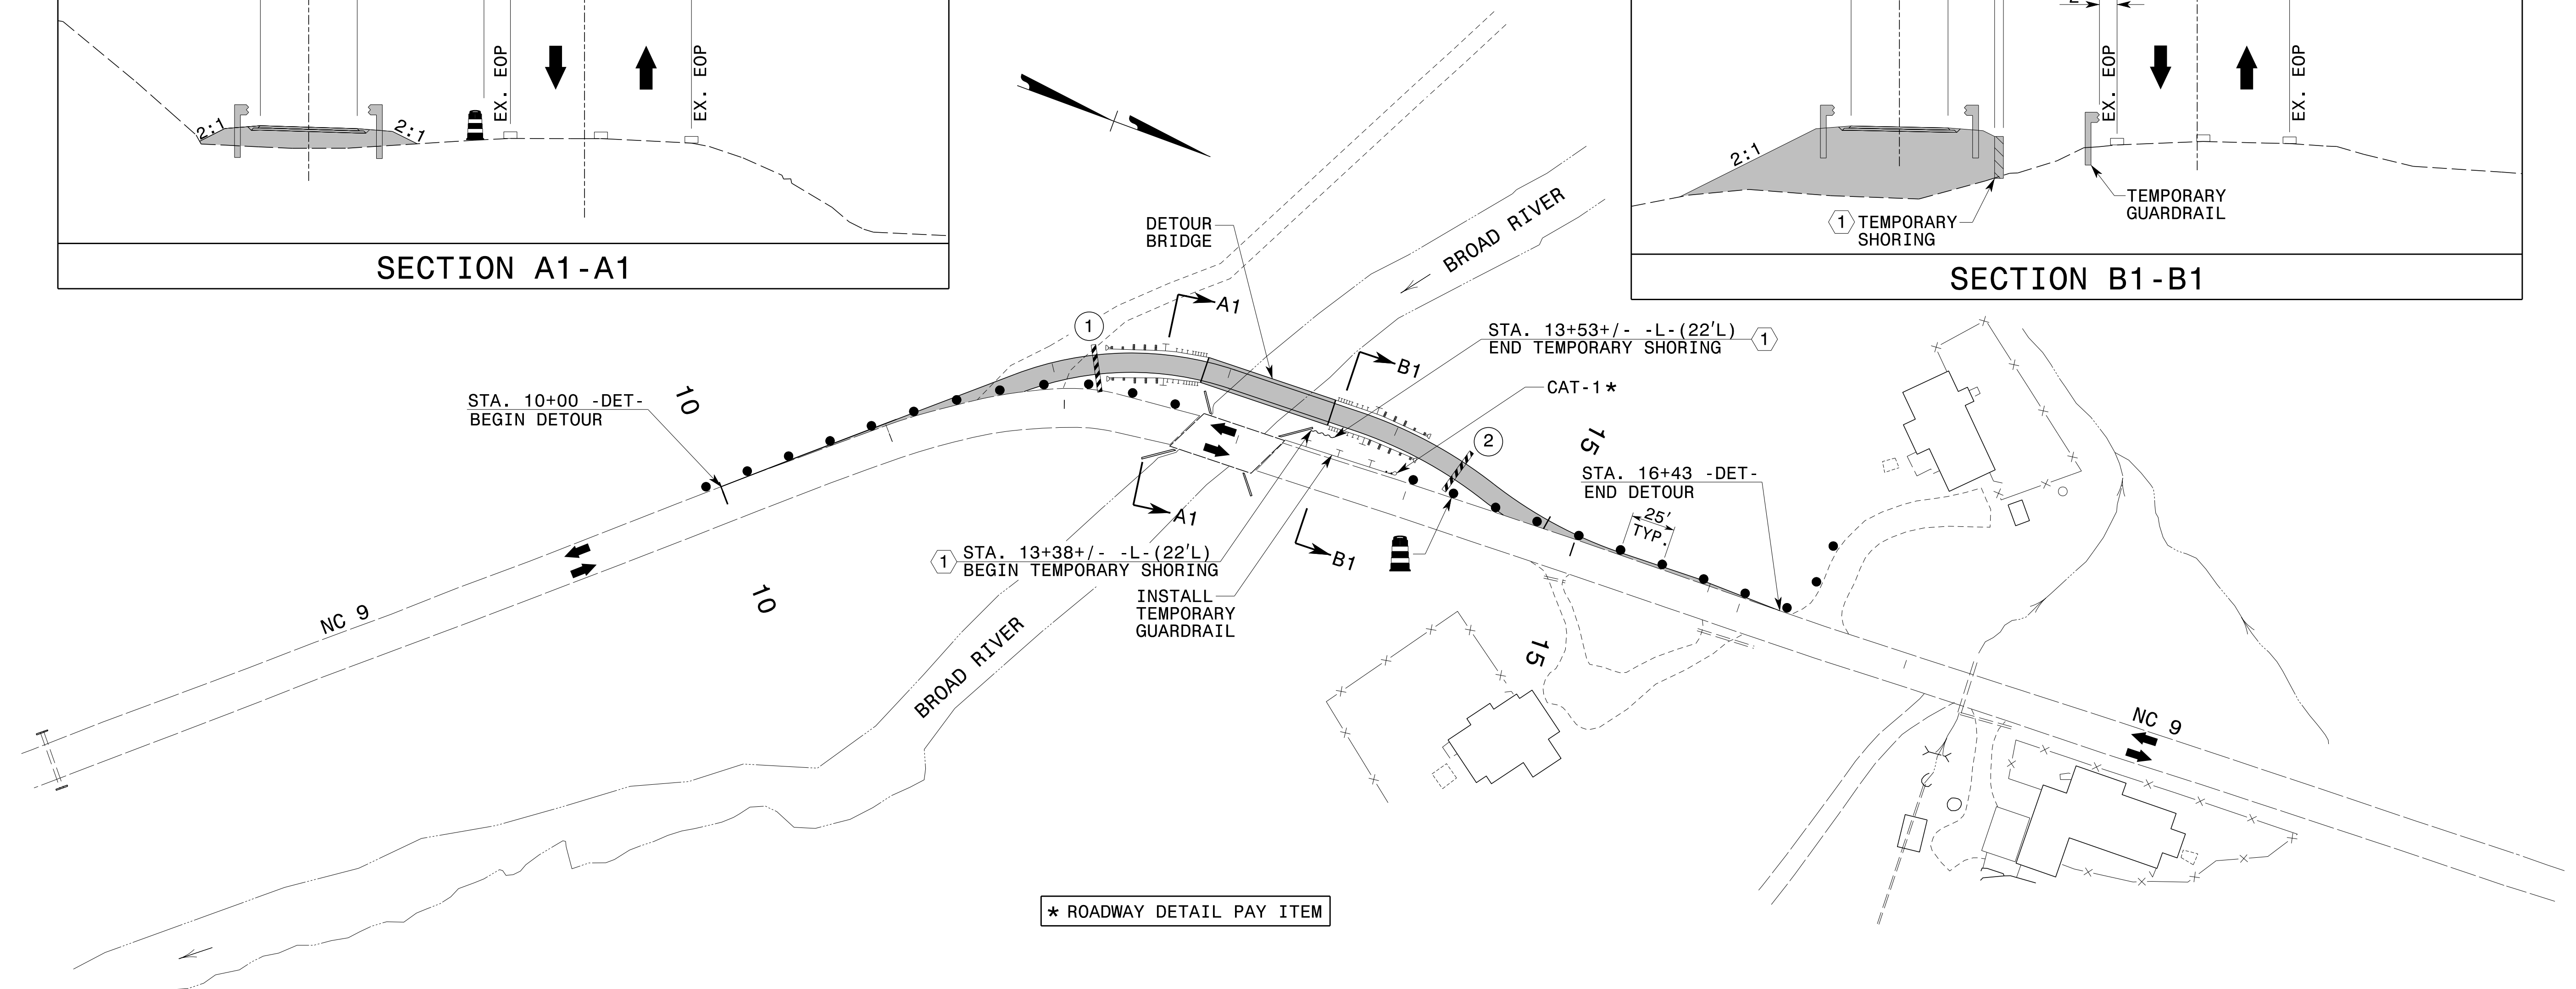 EX. EOP
EX. EOP
2:1
2:1
SECTION A1-A1
EX. EOP
EX. EOP
2:1
1
TEMPORARY
SHORING
TEMPORARY
GUARDRAIL
SECTION B1-B1
DETOUR
BRIDGE
BROAD RIVER
A1
1
STA. 13+53+/- -L-(22'L)
END TEMPORARY SHORING
1
B1
CAT-1*
STA. 10+00 -DET-
BEGIN DETOUR
10
2
15
STA. 16+43 -DET-
END DETOUR
25'
TYP.
A1
1
STA. 13+38+/- -L-(22'L)
BEGIN TEMPORARY SHORING
B1
INSTALL
TEMPORARY
GUARDRAIL
10
NC 9
BROAD RIVER
15
NC 9
* ROADWAY DETAIL PAY ITEM